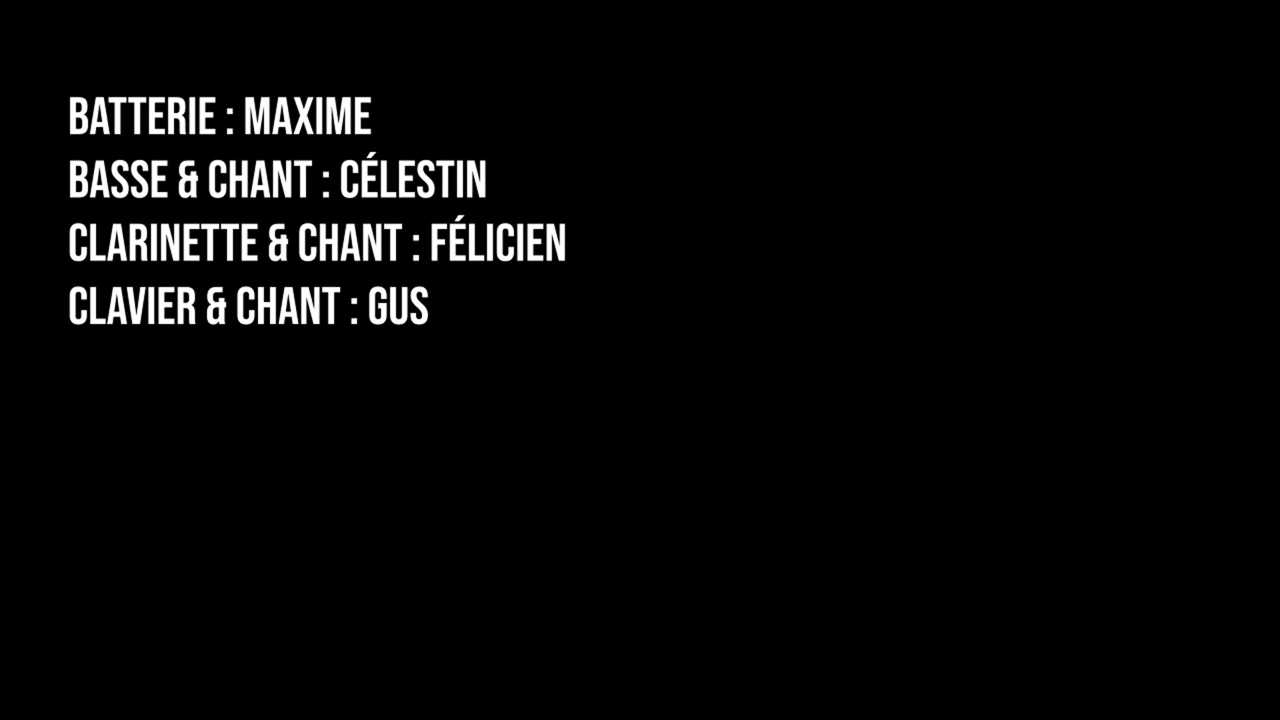 BATTERIE : MAXIME
BASSE & CHANT : CÉLESTIN
CLARINETTE & CHANT : FÉLICIEN
CLAVIER & CHANT : GUS